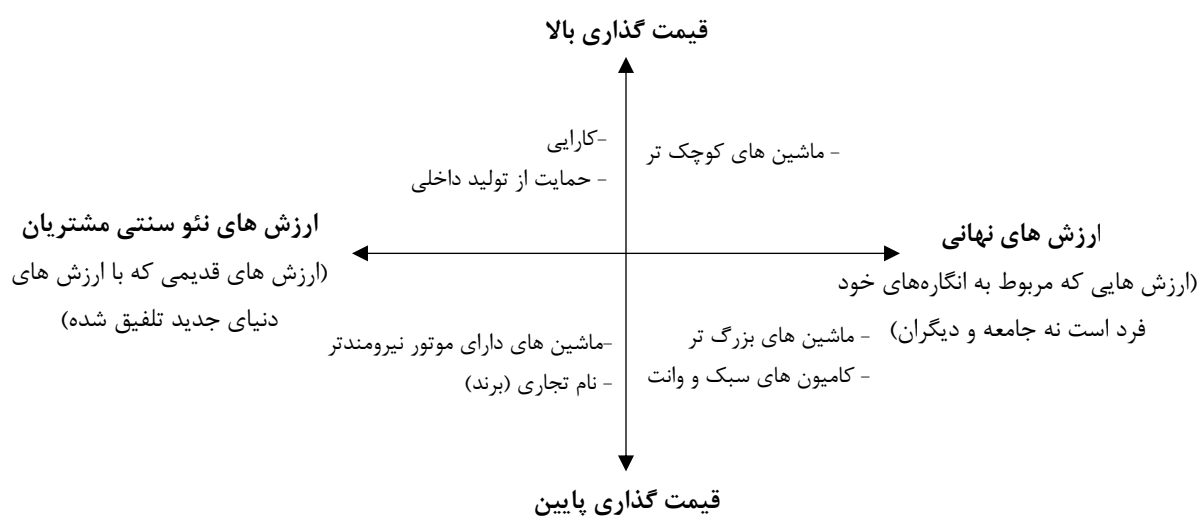 قیمت گذاری بالا
- ماشین های کوچک تر
-کارایی
- حمایت از تولید داخلی
ارزش های نهانی
(ارزش هایی که مربوط به انگاره‌های خود
فرد است نه جامعه و دیگران)
ارزش های نئو سنتی مشتریان
(ارزش های قدیمی که با ارزش های
دنیای جدید تلفیق شده)
- ماشین های بزرگ تر
- کامیون های سبک و وانت
-ماشین های دارای موتور نیرومندتر
- نام تجاری (برند)
قیمت گذاری پایین